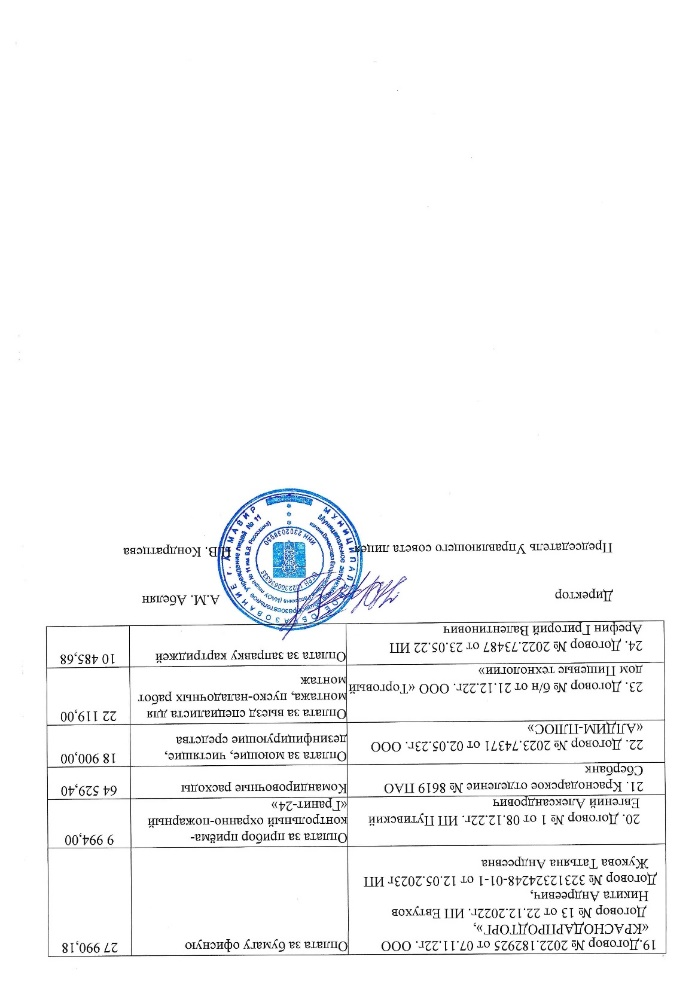 19.Договор № 2022.182925 от 07.11.22г. ООО
«КРАСНОДАРПРОДТОРГ»,
Договор № 13 от 22.12.2022г. ИП Евтухов
Никита Андреевич,
Договор № 323123242448-01-1 от 12.05.2023г ИП
Жукова Татьяна Андреевна
Оплата за бумагу офисную
27 990,18
20. Договор № 1 от 08.12.22г. ИП Путивский
Евгений Александрович
Оплата за прибор приёма-
контрольный охранно-пожарный
«Гранит-24»
9 994,00
21. Краснодарское отделение № 8619 ПАО
Сбербанк
Командировочные расходы
64 529,40
22. Договор № 2023.74371 от 02.05.23г. ООО
«АЛДИМ-ПЛЮС»
Оплата за моющие, чистящие,
дезинфицирующие средства
18 900,00
23. Договор № б/н от 21.12.22г. ООО «Торговый
дом Пищевые технологии»
Оплата за выезд специалиста для
монтажа, пуско-наладочных работ
монтаж
22 119,00
24. Договор № 2022.73487 от 23.05.22 ИП
Арефин Григорий Валентинович
Оплата за заправку картриджей
10 485,68
Директор
А.М. Абелян
Председатель Управляющего совета лицея
В. Кондратцева
МУНИЦИПАЛЬНОЕ ОБРАЗОВАНИЕ г. АРМАВИР